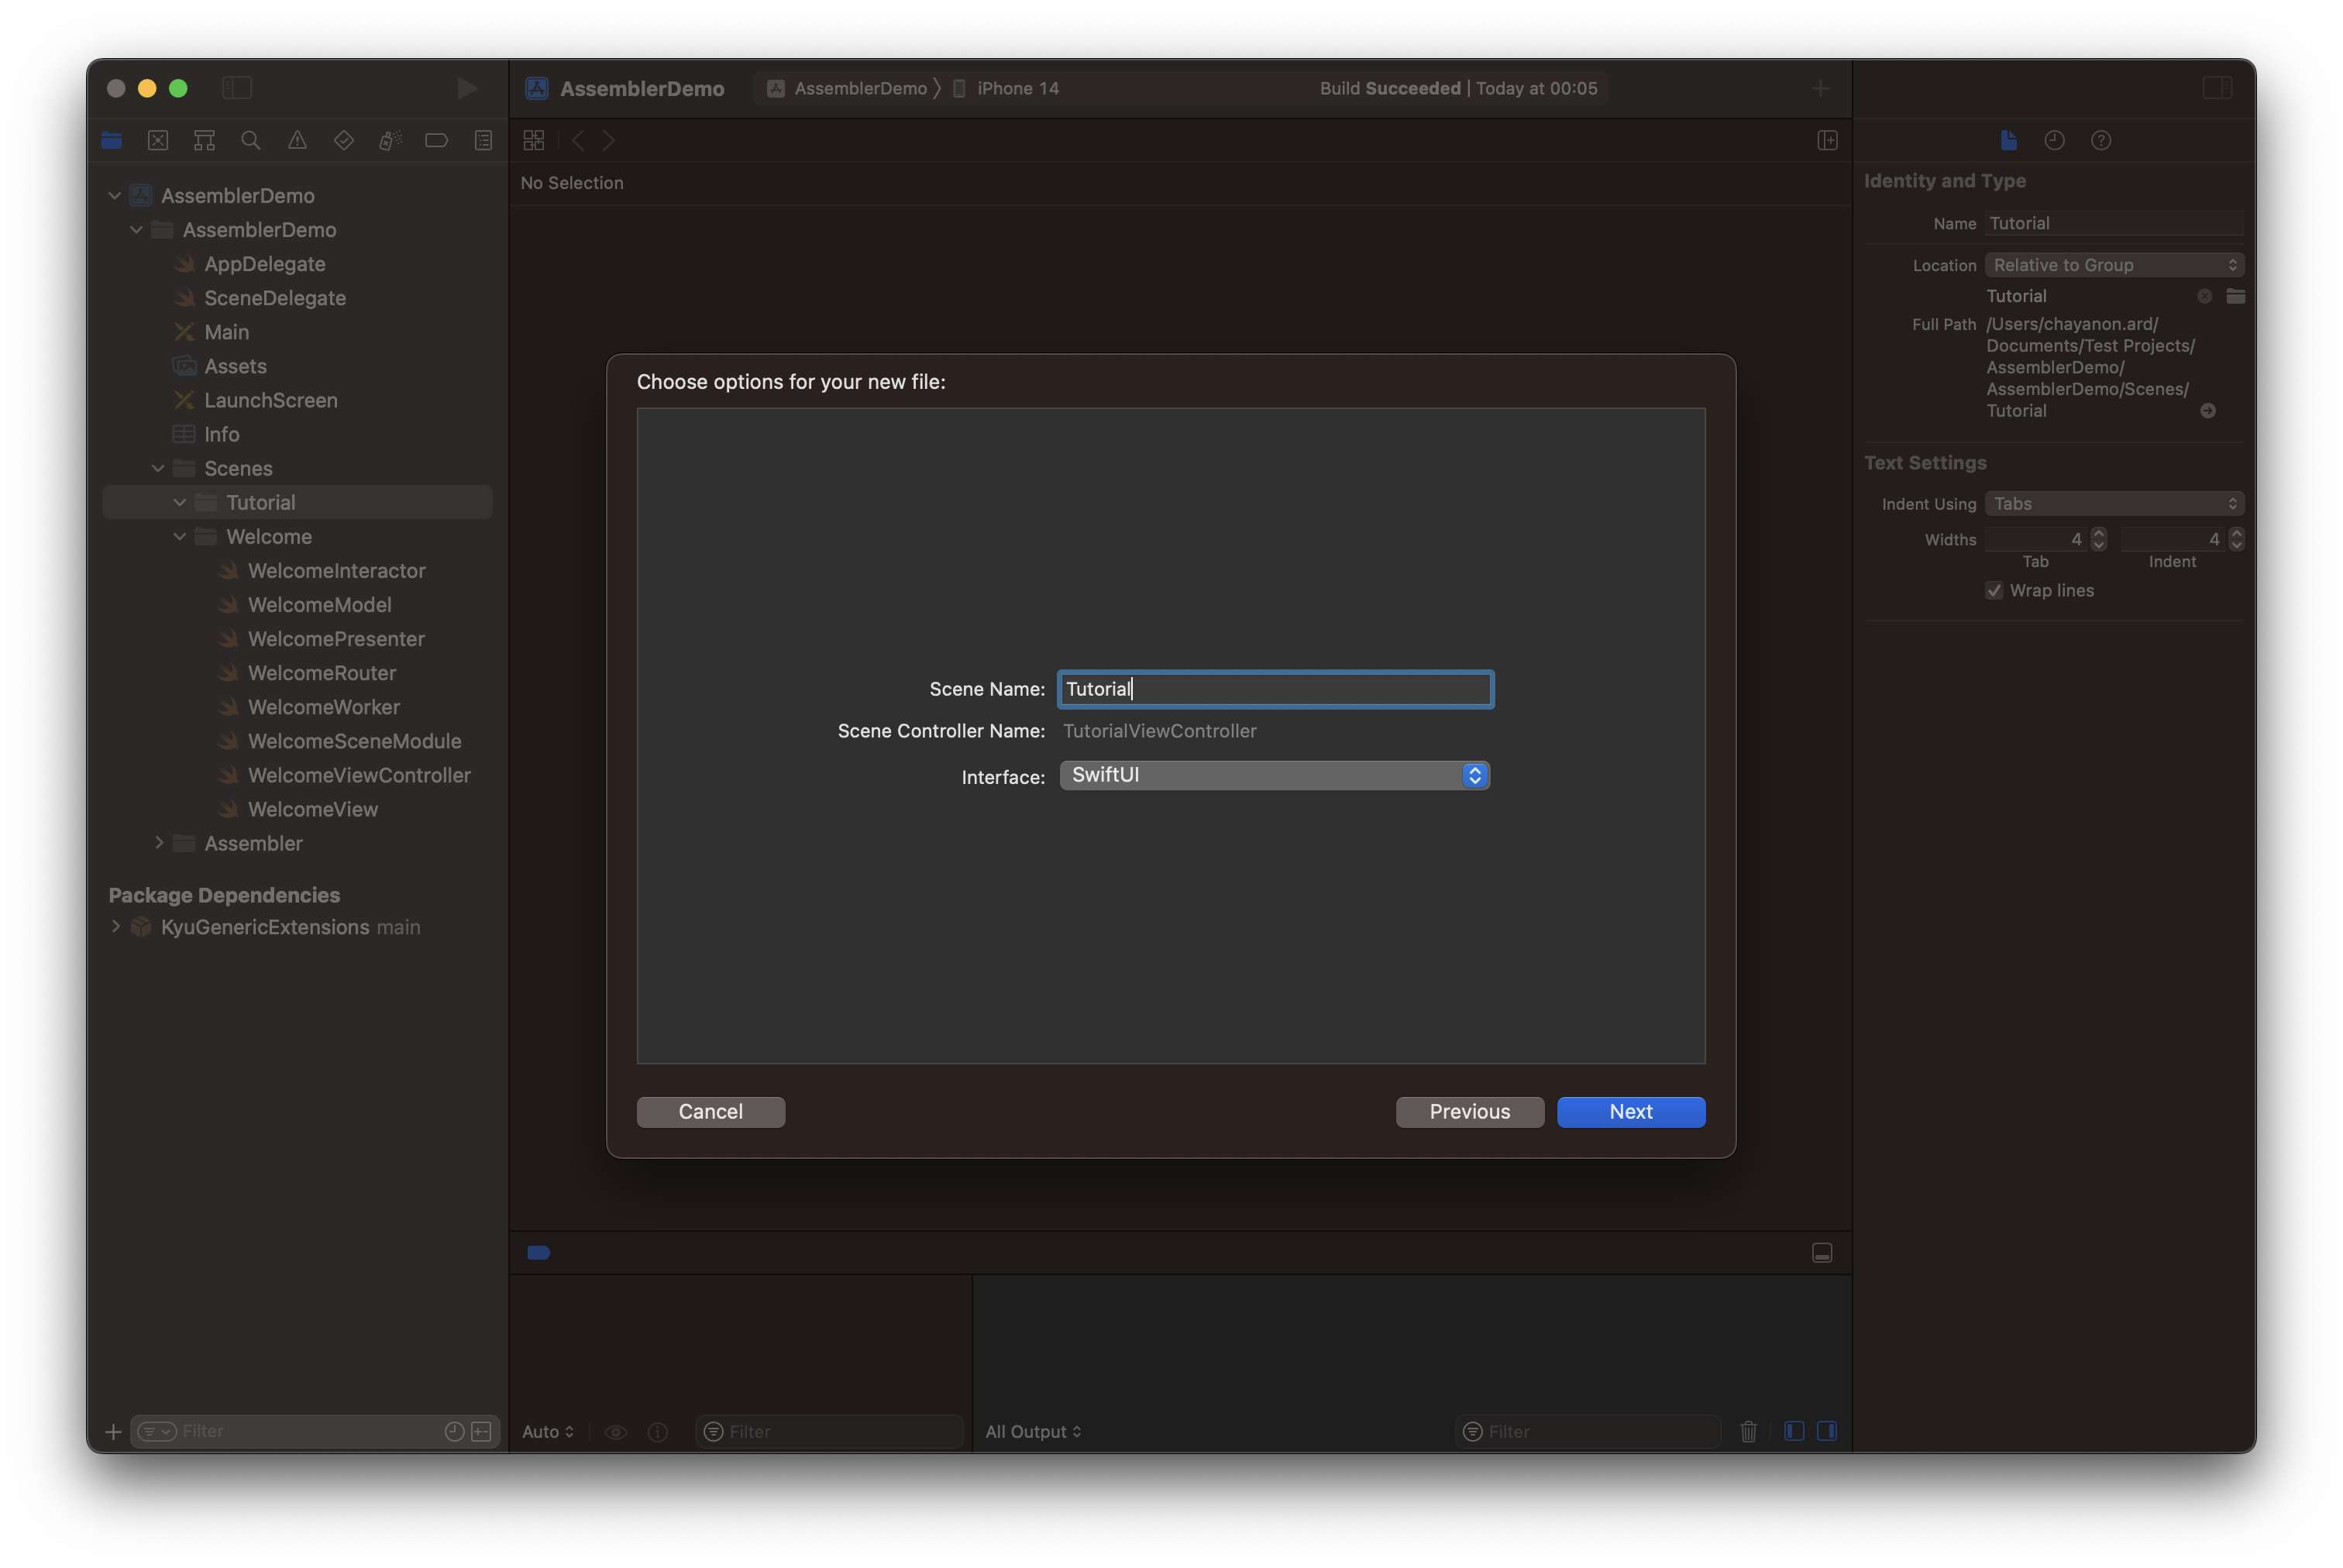 AssemblerDemo
AssemblerDemo
iPhone 14
Build Succeeded | Today at 00:05
AssemblerDemo
AssemblerDemo
AppDelegate
SceneDelegate
Main
Assets
LaunchScreen
Info
Scenes
Tutorial
Welcome
WelcomeInteractor
WelcomeModel
WelcomePresenter
WelcomeRouter
WelcomeWorker
WelcomeSceneModule
WelcomeViewController
WelcomeView
Assembler
Package Dependencies
KyuGenericExtensions main
Filter
No Selection
Choose options for your new file:
Scene Name: Tutorial
Scene Controller Name: TutorialViewController
Interface: SwiftUI
Cancel
Previous
Next
Auto
Filter
All Output
Filter
Identity and Type
Name Tutorial
Location Relative to Group
Tutorial
Full Path /Users/chayanon.ard/
Documents/Test Projects/
AssemblerDemo/
AssemblerDemo/Scenes/
Tutorial
Text Settings
Indent Using Tabs
Widths 4 4
Tab Indent
Wrap lines